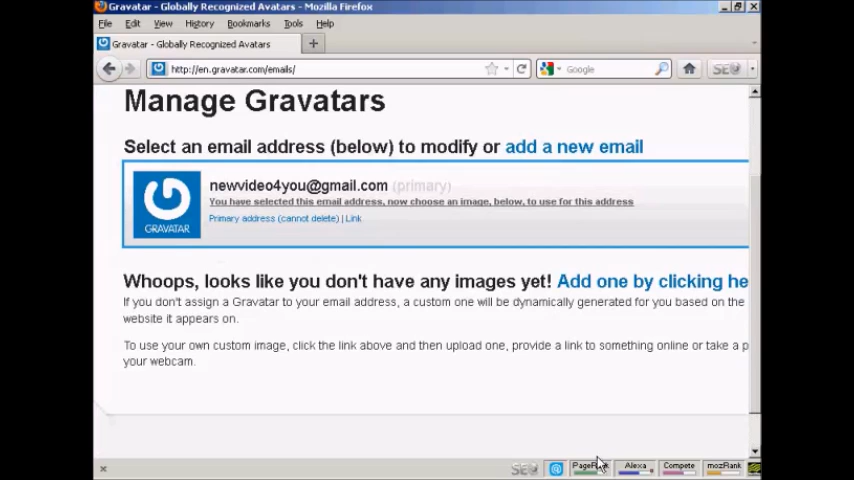 Gravatar - Globally Recognized Avatars - Mozilla Firefox
File Edit View History Bookmarks Tools Help
Gravatar - Globally Recognized Avatars
http://en.gravatar.com/emails/ Google SEO
Manage Gravatars
Select an email address (below) to modify or add a new email
newvideo4you@gmail.com (primary)
You have selected this email address, now choose an image, below, to use for this address
Primary address (cannot delete) | Link
GRAVATAR
Whoops, looks like you don't have any images yet! Add one by clicking he
If you don't assign a Gravatar to your email address, a custom one will be dynamically generated for you based on the
website it appears on.
To use your own custom image, click the link above and then upload one, provide a link to something online or take a p
your webcam.
SEO PageRank Alexa Compete mozRank